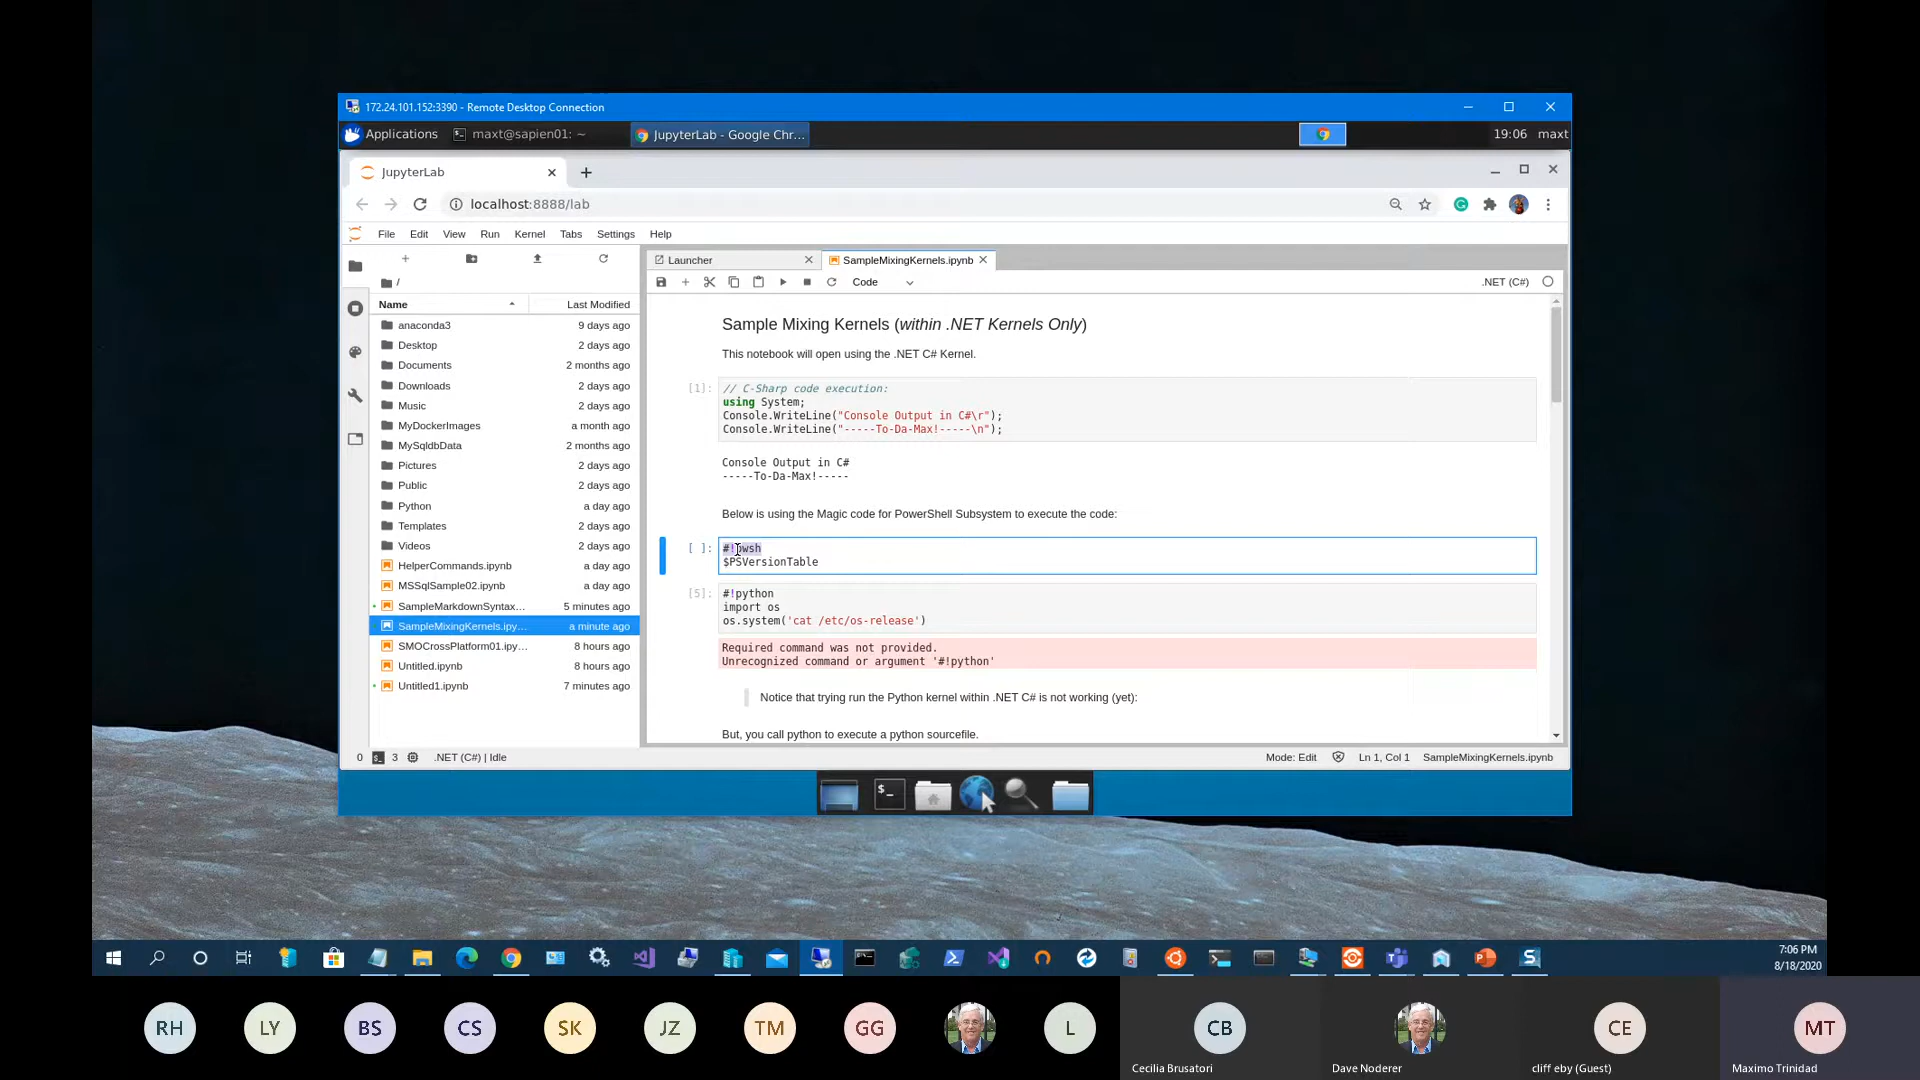 172.24.101.152:3390 - Remote Desktop Connection
Applications
maxt@sapien01: ~
JupyterLab - Google Chr...
19:06
maxt
JupyterLab
localhost:8888/lab
File Edit View Run Kernel Tabs Settings Help
/
Name Last Modified
anaconda3 9 days ago
Desktop 2 days ago
Documents 2 months ago
Downloads 2 days ago
Music 2 days ago
MyDockerImages a month ago
MySqldbData 2 months ago
Pictures 2 days ago
Public 2 days ago
Python a day ago
Templates 2 days ago
Videos 2 days ago
HelperCommands.ipynb a day ago
MSSqlSample02.ipynb a day ago
SampleMarkdownSyntax... 5 minutes ago
SampleMixingKernels.ipy... a minute ago
SMOCrossPlatform01.ipy... 8 hours ago
Untitled.ipynb 8 hours ago
Untitled1.ipynb 7 minutes ago
Launcher
SampleMixingKernels.ipynb
Code
.NET (C#)
Sample Mixing Kernels (within .NET Kernels Only)
This notebook will open using the .NET C# Kernel.
[1]: // C-Sharp code execution:
using System;
Console.WriteLine("Console Output in C#\r");
Console.WriteLine("-----To-Da-Max!-----\n");
Console Output in C#
-----To-Da-Max!-----
Below is using the Magic code for PowerShell Subsystem to execute the code:
[ ]: #!pwsh
$PSVersionTable
[5]: #!python
import os
os.system('cat /etc/os-release')
Required command was not provided.
Unrecognized command or argument '#!python'
Notice that trying run the Python kernel within .NET C# is not working (yet):
But, you call python to execute a python sourcefile.
0 3 .NET (C#) | Idle
Mode: Edit
Ln 1, Col 1
SampleMixingKernels.ipynb
7:06 PM
8/18/2020
RH
LY
BS
CS
SK
JZ
TM
GG
L
CB
CE
MT
Cecilia Brusatori
Dave Noderer
cliff eby (Guest)
Maximo Trinidad